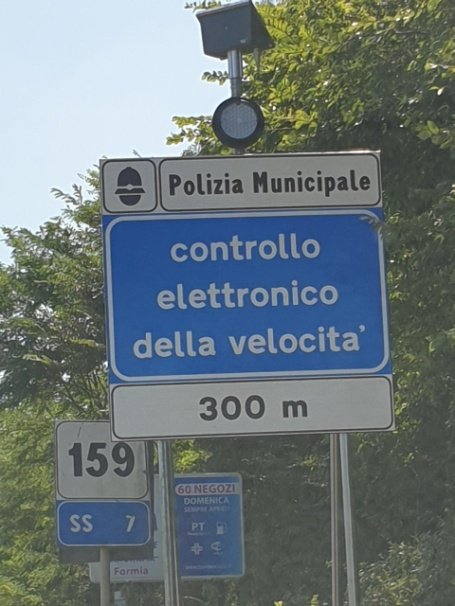 Polizia Municipale
controllo
elettronico
della velocita'
300 m
159
SS 7
60 NEGOZI
DOMENICA
SEMPRE APERTI
PT
Formia